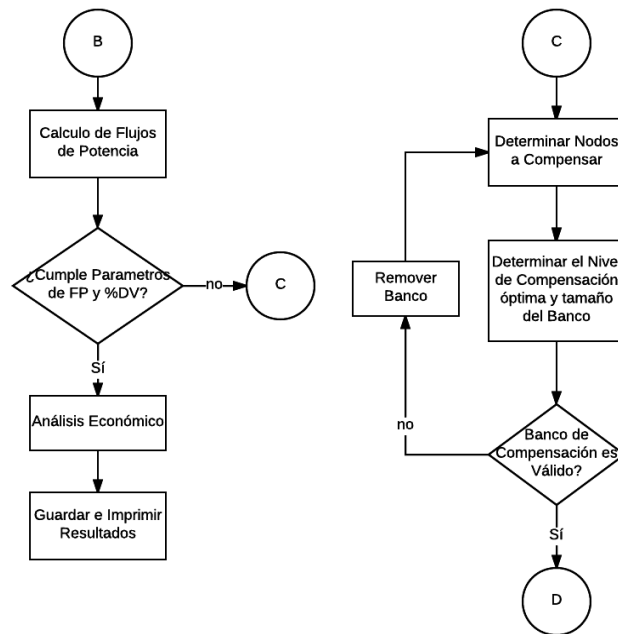 B
Calculo de Flujos
de Potencia
¿Cumple Parametros
de FP y %DV?
no
C
Sí
Análisis Económico
Guardar e Imprimir
Resultados
C
Determinar Nodos
a Compensar
Determinar el Nivel
de Compensación
óptima y tamaño
del Banco
Remover
Banco
no
Banco de
Compensación es
Válido?
Sí
D